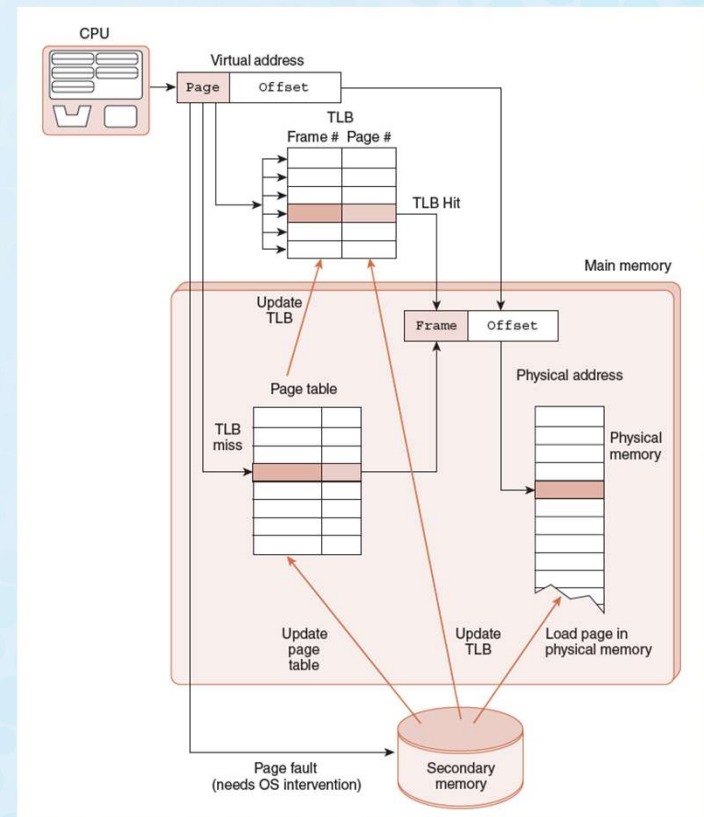 CPU
Virtual address
Page Offset
TLB
Frame # Page #
TLB Hit
Main memory
Update
TLB
Frame Offset
Physical address
Page table
TLB
miss
Physical
memory
Update
page
table
Update
TLB
Load page in
physical memory
Page fault
(needs OS intervention)
Secondary
memory